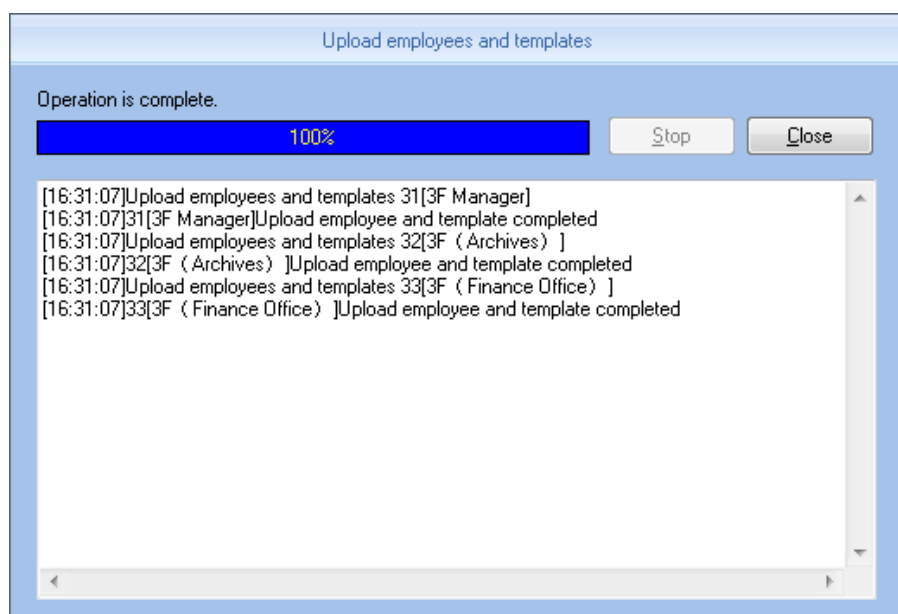 Upload employees and templates
Operation is complete.
100%
Stop
Close
[16:31:07]Upload employees and templates 31[3F Manager]
[16:31:07]31[3F Manager]Upload employee and template completed
[16:31:07]Upload employees and templates 32[3F（Archives）]
[16:31:07]32[3F（Archives）]Upload employee and template completed
[16:31:07]Upload employees and templates 33[3F（Finance Office）]
[16:31:07]33[3F（Finance Office）]Upload employee and template completed